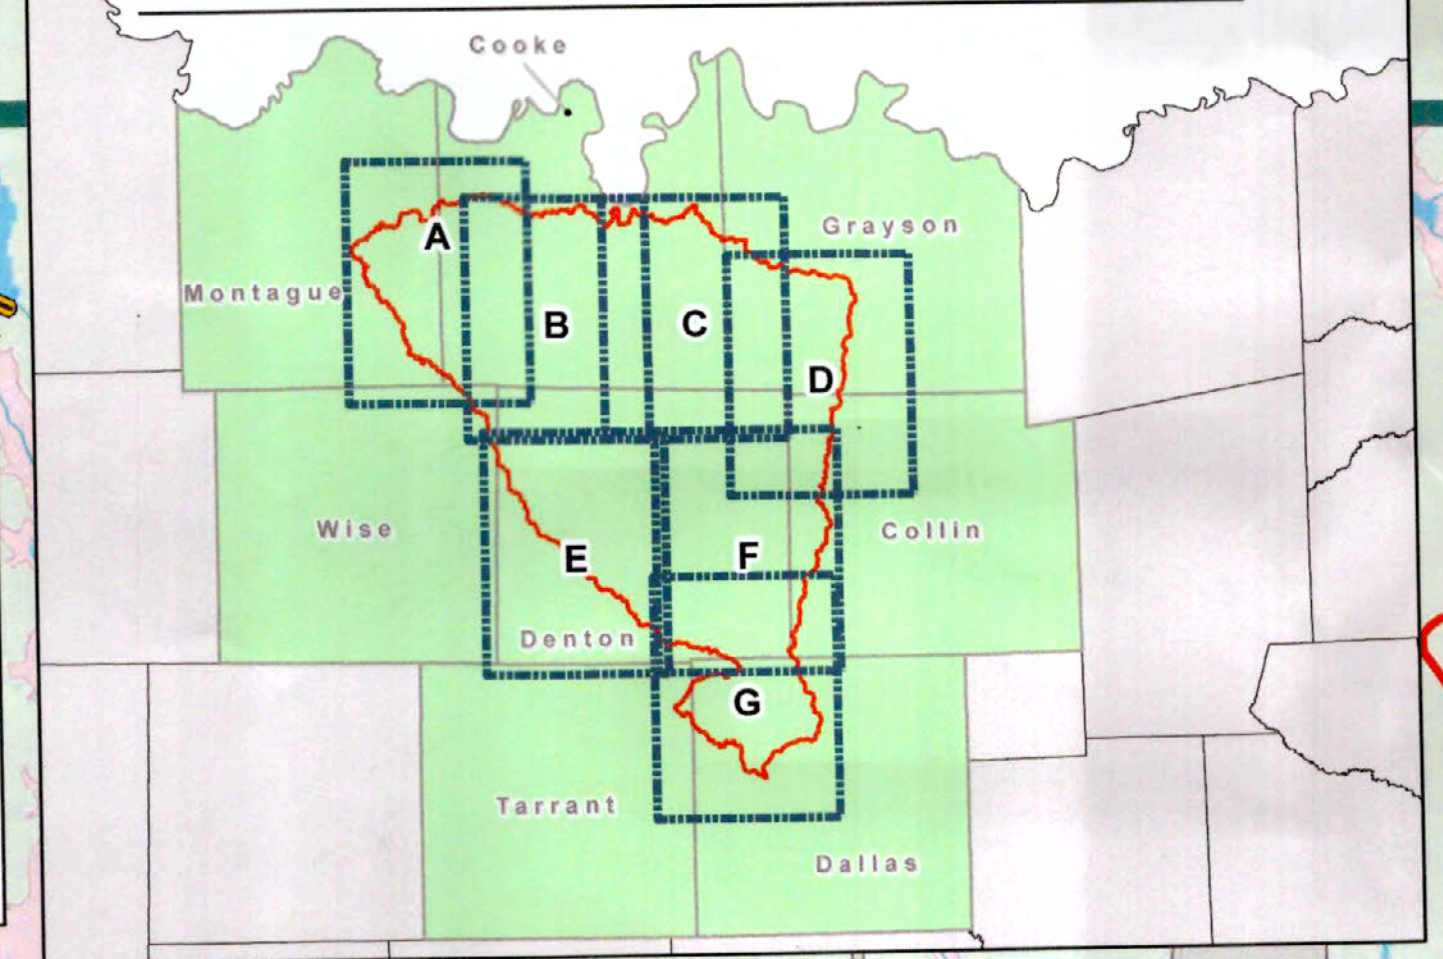 Cooke
Grayson
A
Montague
B
C
D
Wise
E
F
Collin
Denton
G
Tarrant
Dallas